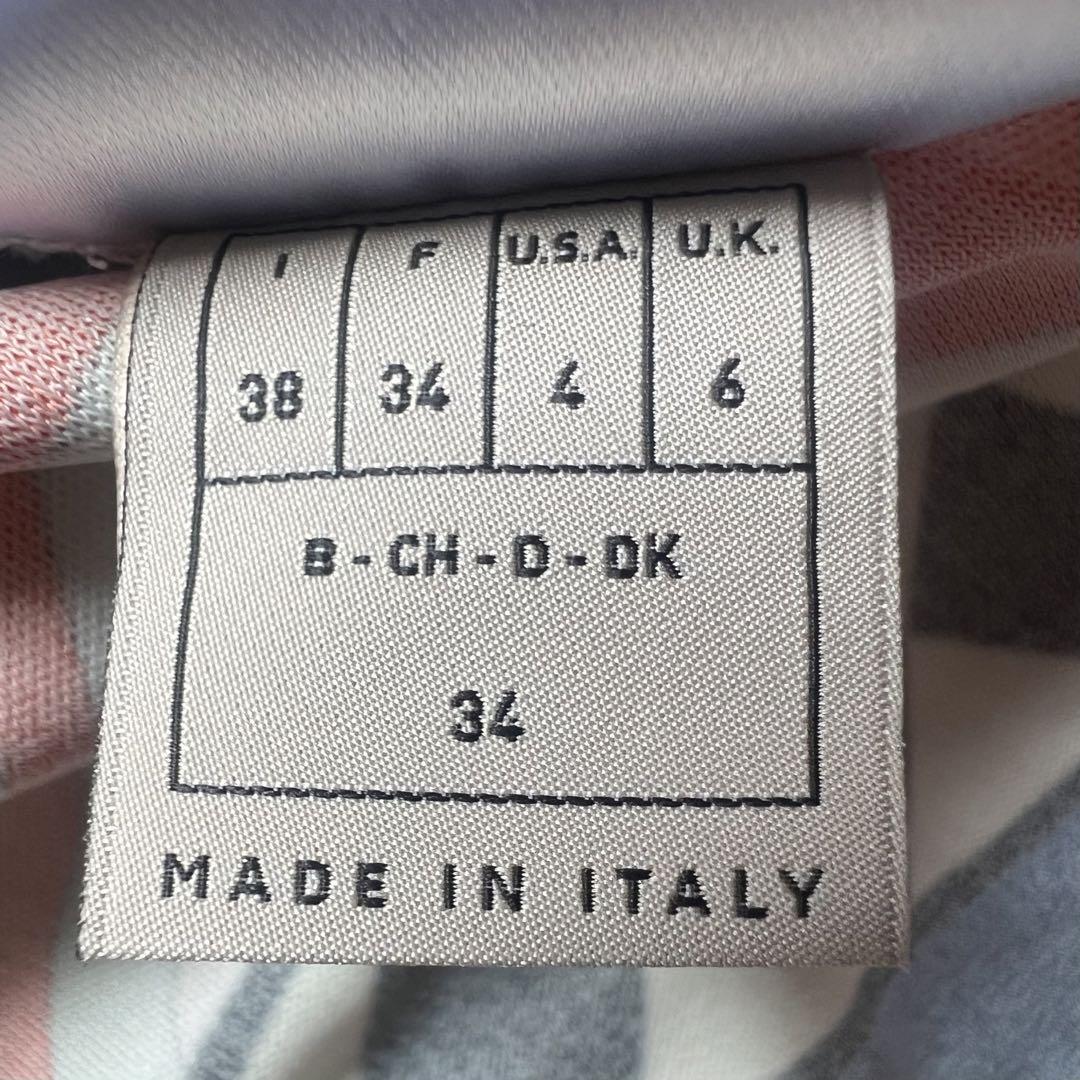 I F U.S.A. U.K.
38 34 4 6
B - CH - D - DK
34
MADE IN ITALY